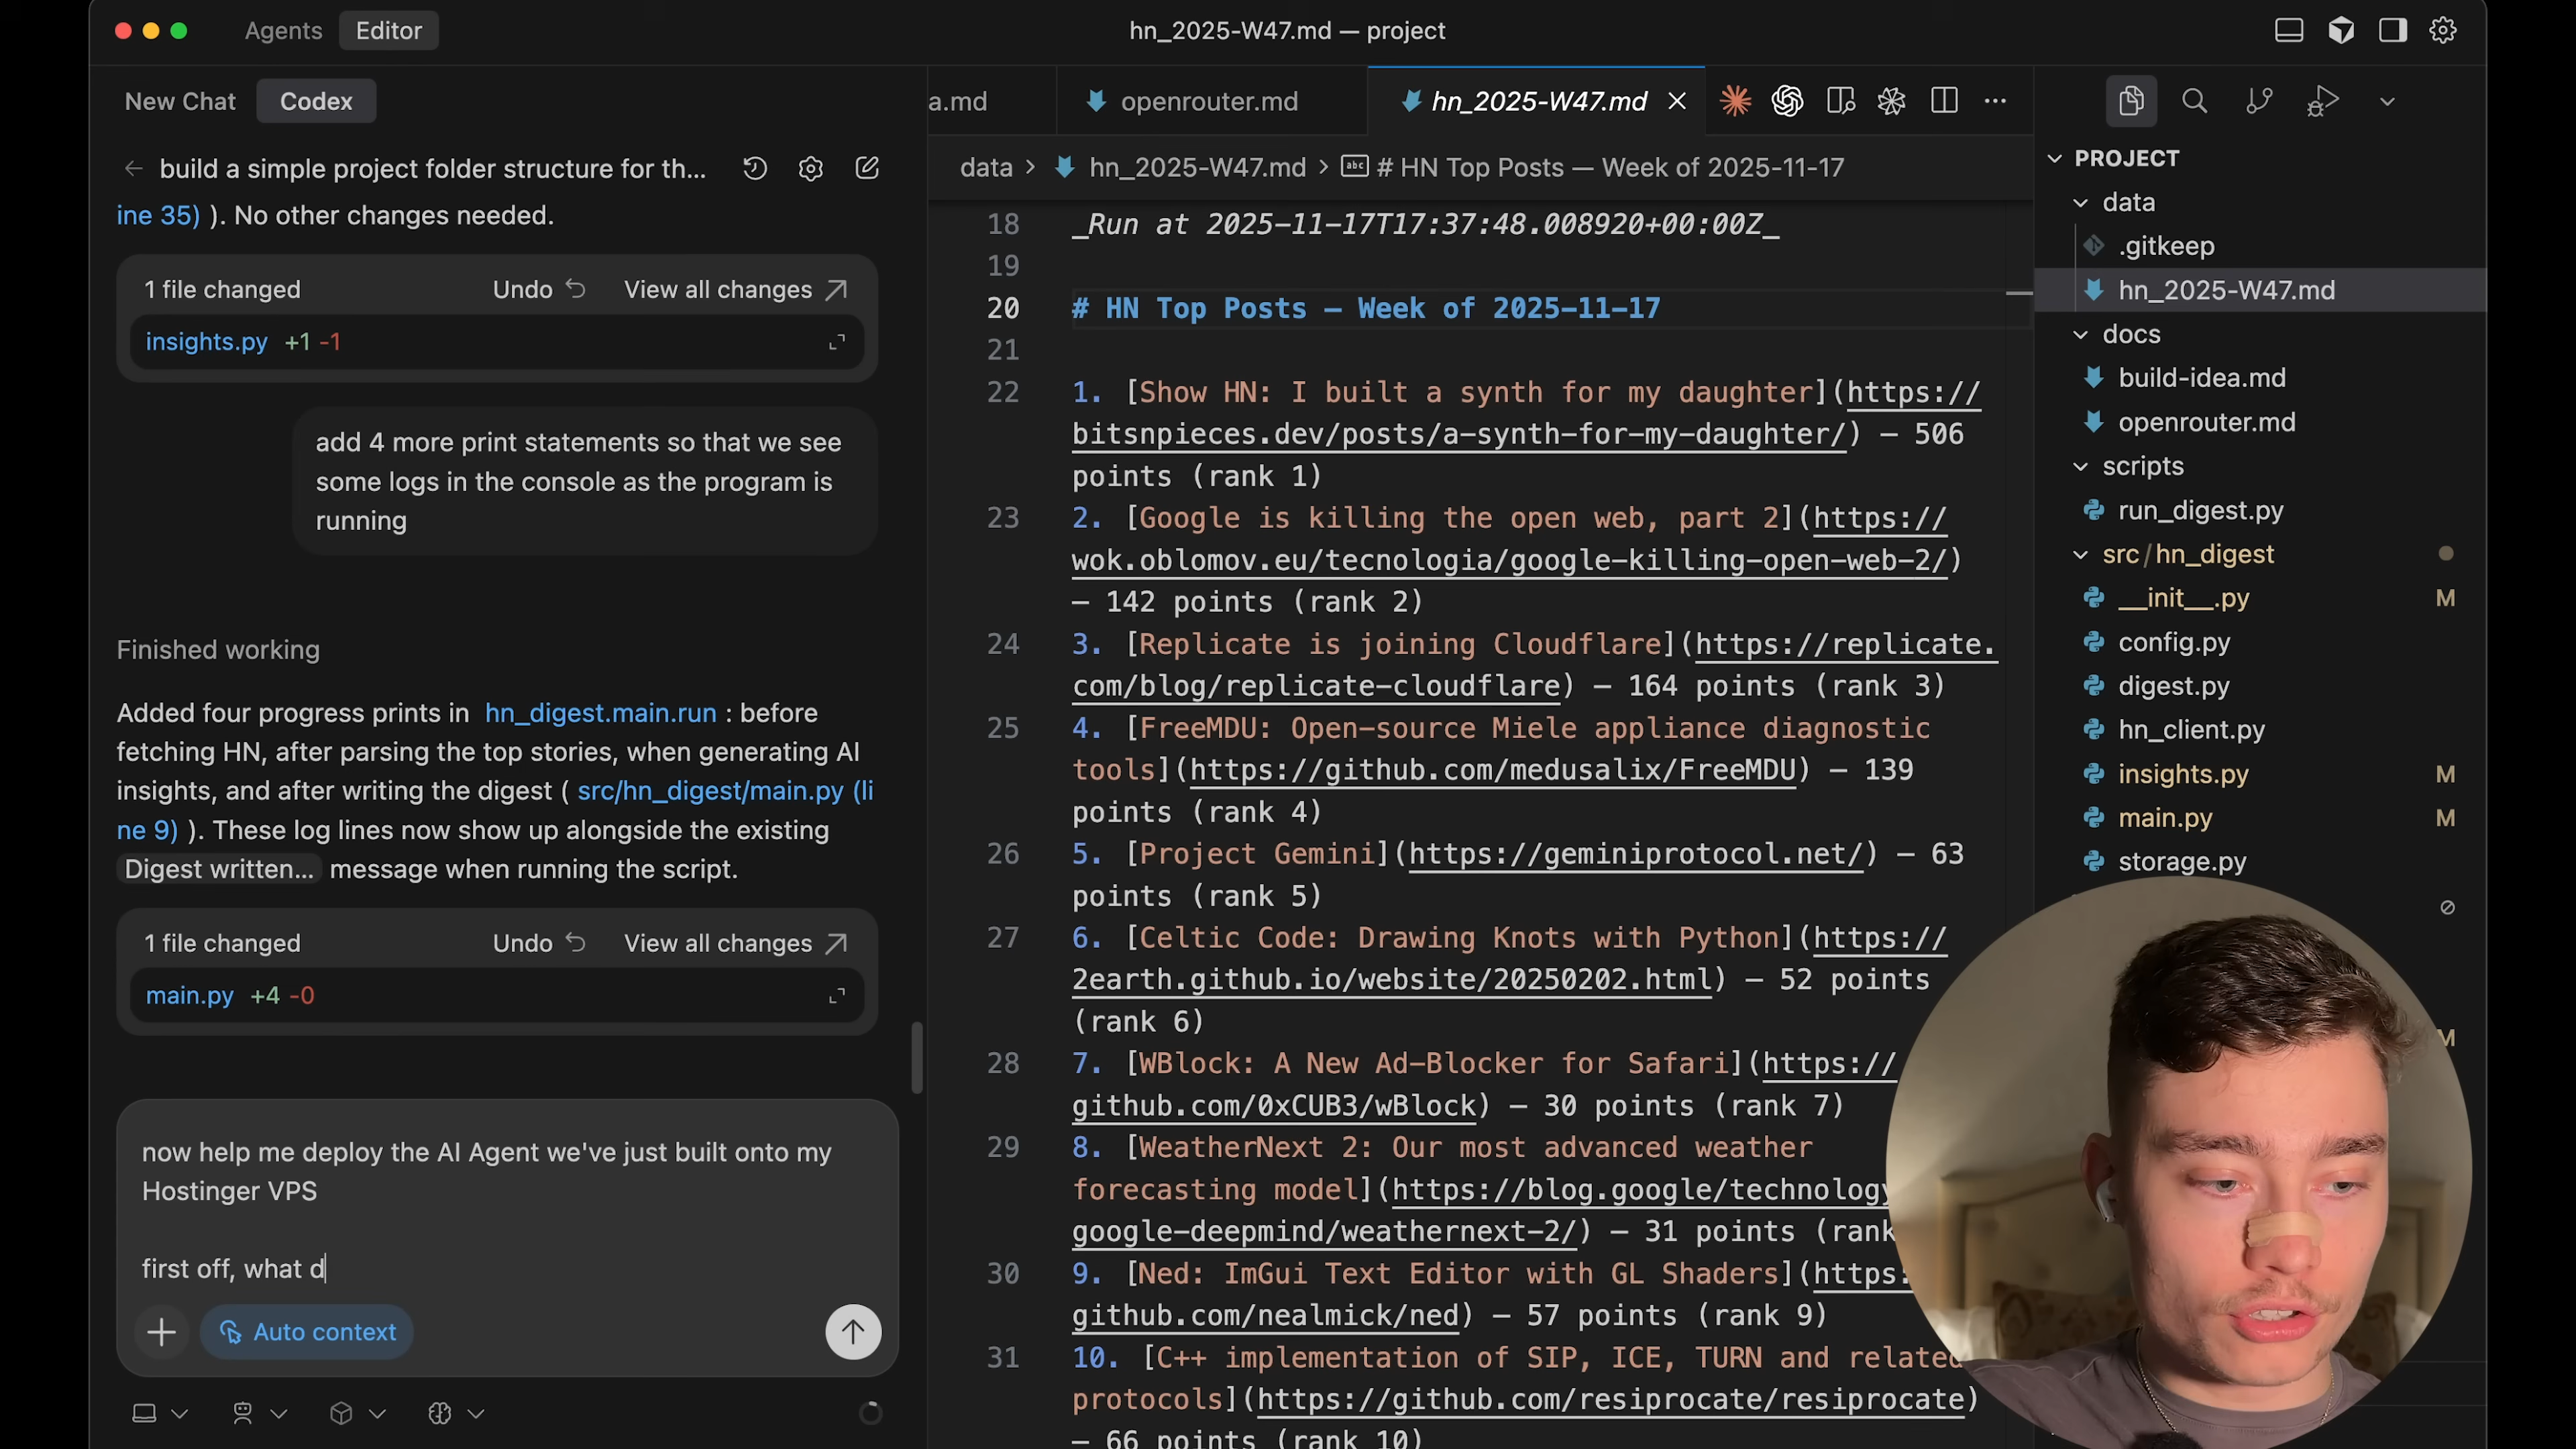 Agents
Editor
hn_2025-W47.md — project
New Chat
Codex
build a simple project folder structure for th...
ine 35) ). No other changes needed.
1 file changed
Undo
View all changes
insights.py +1 -1
add 4 more print statements so that we see
some logs in the console as the program is
running
Finished working
Added four progress prints in hn_digest.main.run : before
fetching HN, after parsing the top stories, when generating AI
insights, and after writing the digest ( src/hn_digest/main.py (li
ne 9) ). These log lines now show up alongside the existing
Digest written... message when running the script.
1 file changed
Undo
View all changes
main.py +4 -0
now help me deploy the AI Agent we've just built onto my
Hostinger VPS
first off, what d
Auto context
a.md
openrouter.md
hn_2025-W47.md
data > hn_2025-W47.md > # HN Top Posts — Week of 2025-11-17
18 _Run at 2025-11-17T17:37:48.008920+00:00Z_
19
20 # HN Top Posts — Week of 2025-11-17
21
22 1. [Show HN: I built a synth for my daughter](https://
bitsnpieces.dev/posts/a-synth-for-my-daughter/) — 506
points (rank 1)
23 2. [Google is killing the open web, part 2](https://
wok.oblomov.eu/tecnologia/google-killing-open-web-2/)
— 142 points (rank 2)
24 3. [Replicate is joining Cloudflare](https://replicate.
com/blog/replicate-cloudflare) — 164 points (rank 3)
25 4. [FreeMDU: Open-source Miele appliance diagnostic
tools](https://github.com/medusalix/FreeMDU) — 139
points (rank 4)
26 5. [Project Gemini](https://geminiprotocol.net/) — 63
points (rank 5)
27 6. [Celtic Code: Drawing Knots with Python](https://
2earth.github.io/website/20250202.html) — 52 points
(rank 6)
28 7. [WBlock: A New Ad-Blocker for Safari](https://
github.com/0xCUB3/wBlock) — 30 points (rank 7)
29 8. [WeatherNext 2: Our most advanced weather
forecasting model](https://blog.google/technology
google-deepmind/weathernext-2/) — 31 points (rank
30 9. [Ned: ImGui Text Editor with GL Shaders](https:
github.com/nealmick/ned) — 57 points (rank 9)
31 10. [C++ implementation of SIP, ICE, TURN and related
protocols](https://github.com/resiprocate/resiprocate)
— 66 points (rank 10)
PROJECT
data
.gitkeep
hn_2025-W47.md
docs
build-idea.md
openrouter.md
scripts
run_digest.py
src/hn_digest
__init__.py M
config.py
digest.py
hn_client.py
insights.py M
main.py M
storage.py
M